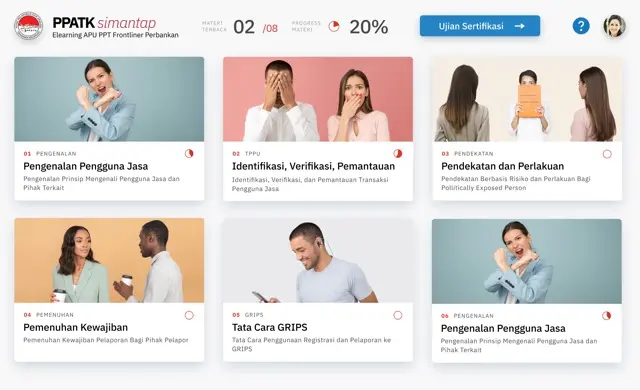 PPATK simantap
Elearning APU PPT Frontliner Perbankan
MATERI
TERBACA
02 /08
PROGRESS
MATERI
20%
Ujian Sertifikasi
?
01 PENGENALAN
Pengenalan Pengguna Jasa
Pengenalan Prinsip Mengenali Pengguna Jasa dan
Pihak Terkait
02 TPPU
Identifikasi, Verifikasi, Pemantauan
Identifikasi, Verifikasi, dan Pemantauan Transaksi
Pengguna Jasa
03 PENDEKATAN
Pendekatan dan Perlakuan
Pendekatan Berbasis Risiko dan Perlakuan Bagi
Pollitically Exposed Person
04 PEMENUHAN
Pemenuhan Kewajiban
Pemenuhan Kewajiban Pelaporan Bagi Pihak Pelapor
05 GRIPS
Tata Cara GRIPS
Tata Cara Penggunaan Registrasi dan Pelaporan ke
GRIPS
06 PENGENALAN
Pengenalan Pengguna Jasa
Pengenalan Prinsip Mengenali Pengguna Jasa dan
Pihak Terkait